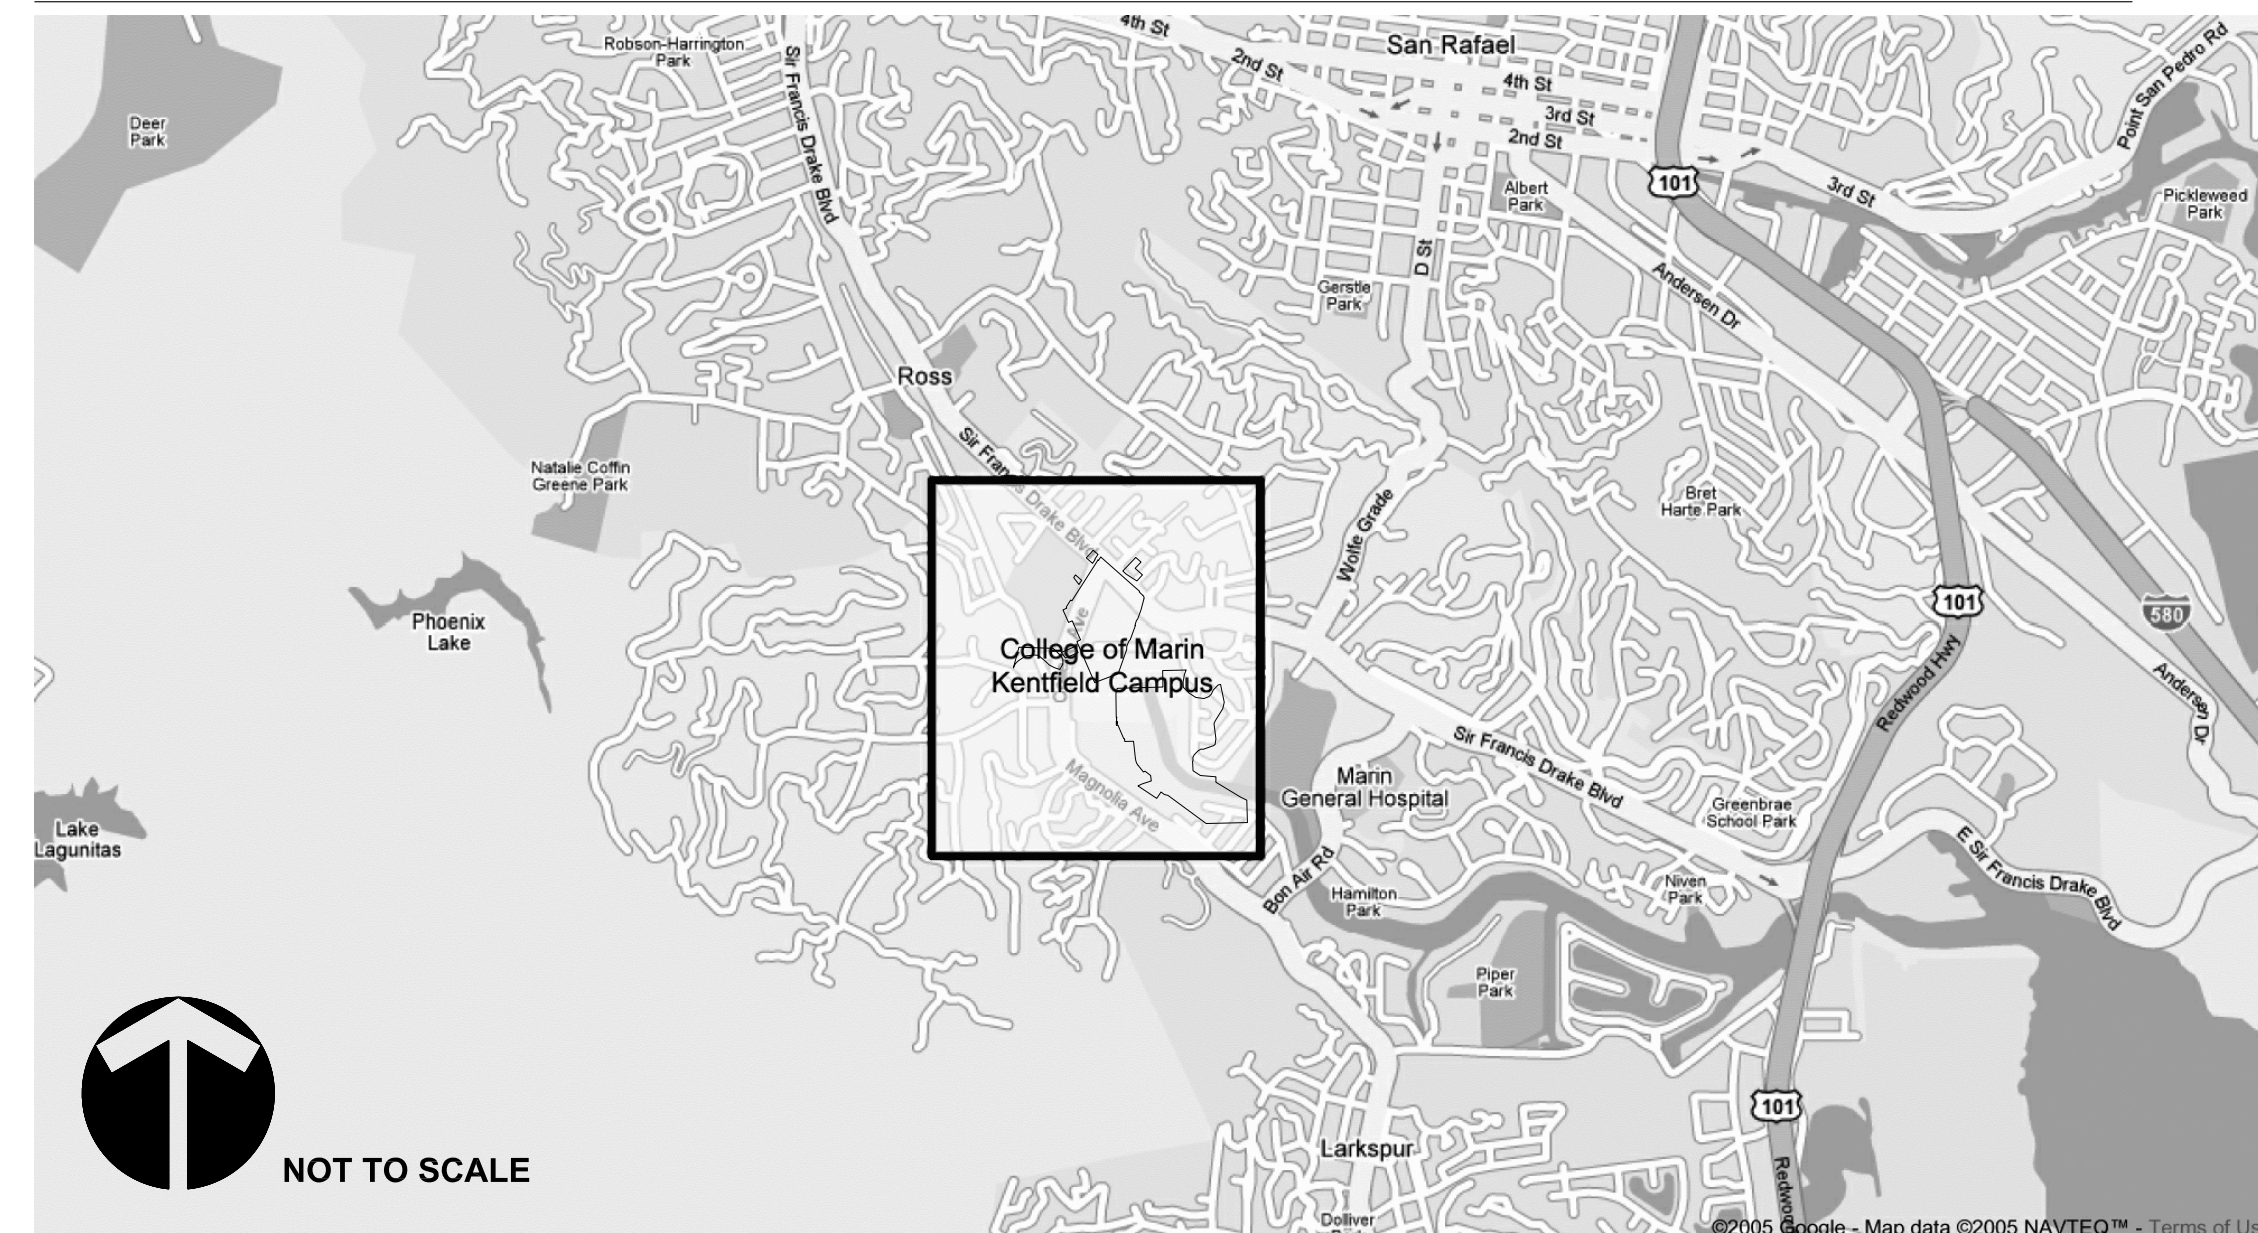 4th St
Robson-Harrington
Park
San Rafael
2nd St
4th St
3rd St
2nd St
Point San Pedro Rd
Sir Francis Drake Blvd
Deer
Park
101
Albert
Park
3rd St
Pickleweed
Park
D St
Gerstle
Park
Andersen Dr
Ross
Sir Francis Drake Blvd
Natalie Coffin
Greene Park
Bret
Harte Park
Wolfe Grade
101
580
Phoenix
Lake
Ave
College of Marin
Kentfield Campus
Redwood Hwy
Andersen Dr
Sir Francis Drake Blvd
Marin
General Hospital
Magnolia Ave
Greenbrae
School Park
Lake
Lagunitas
E Sir Francis Drake Blvd
Bon Air Rd
Hamilton
Park
Niven
Park
Piper
Park
101
Larkspur
NOT TO SCALE
Redwoo
Dolliver
©2005 Google - Map data ©2005 NAVTEQ™ - Terms of Us